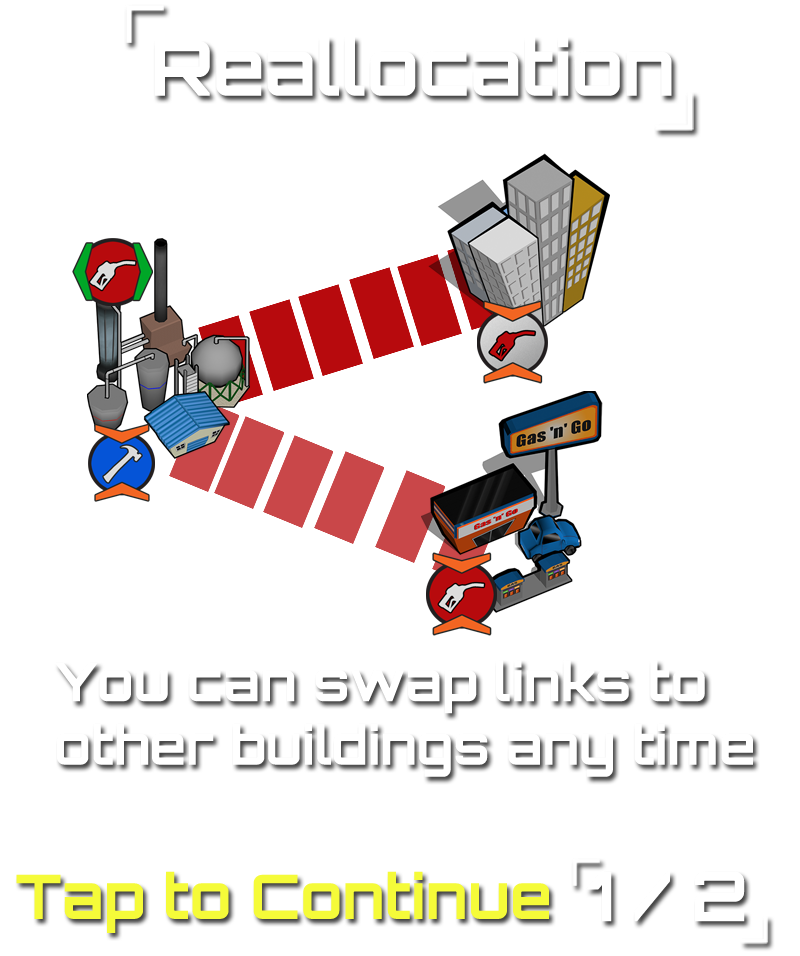 Reallocation
Gas 'n' Go
Gas 'n' Go
You can swap links to
other buildings any time
Tap to Continue 1 / 2